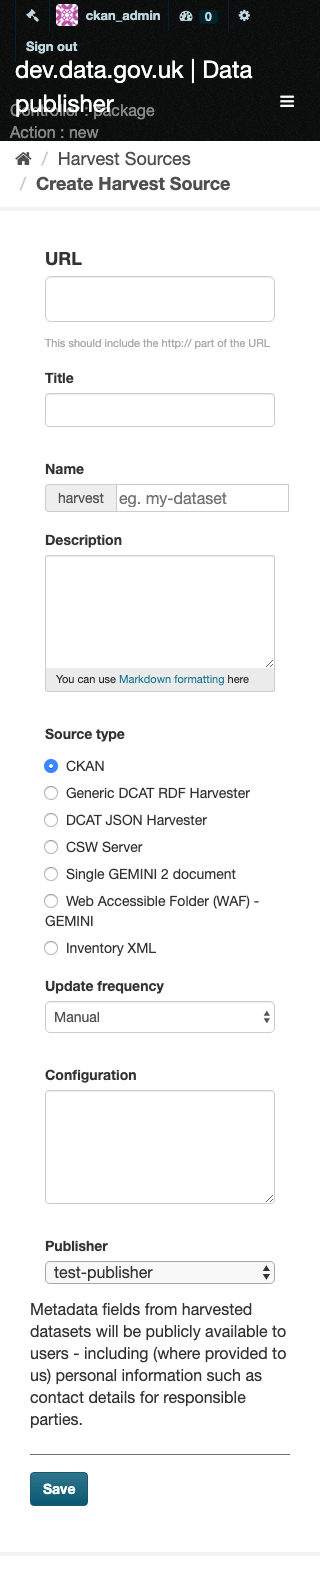 ckan_admin 0
Sign out
dev.data.gov.uk | Data
publisher
Controller : package
Action : new
/ Harvest Sources
/ Create Harvest Source
URL
This should include the http:// part of the URL
Title
Name
harvest eg. my-dataset
Description
You can use Markdown formatting here
Source type
CKAN
Generic DCAT RDF Harvester
DCAT JSON Harvester
CSW Server
Single GEMINI 2 document
Web Accessible Folder (WAF) -
GEMINI
Inventory XML
Update frequency
Manual
Configuration
Publisher
test-publisher
Metadata fields from harvested
datasets will be publicly available to
users - including (where provided to
us) personal information such as
contact details for responsible
parties.
Save